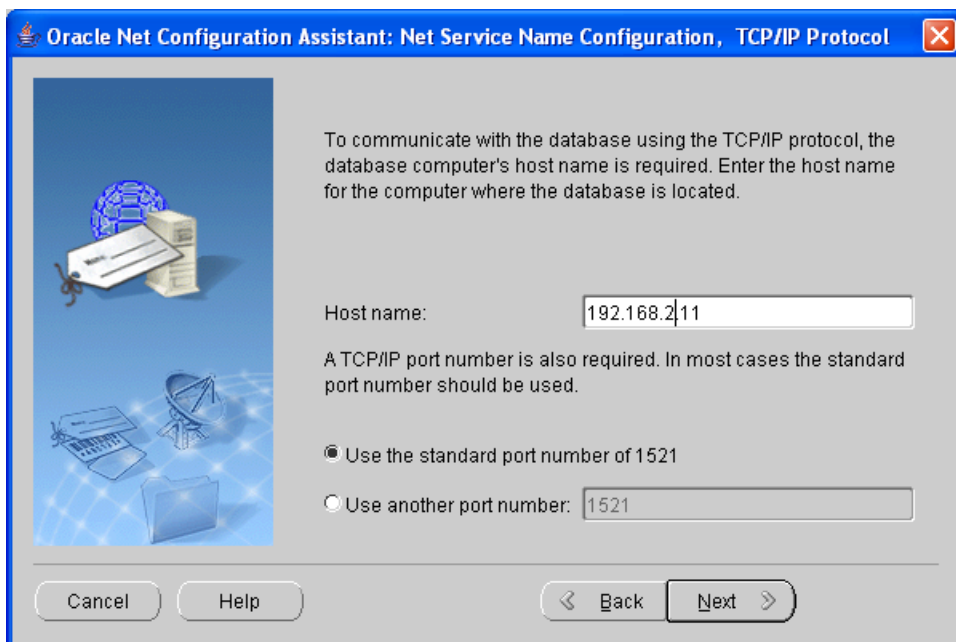 Oracle Net Configuration Assistant: Net Service Name Configuration, TCP/IP Protocol
To communicate with the database using the TCP/IP protocol, the
database computer's host name is required. Enter the host name
for the computer where the database is located.
Host name: 192.168.2.11
A TCP/IP port number is also required. In most cases the standard
port number should be used.
Use the standard port number of 1521
Use another port number: 1521
Cancel Help Back Next